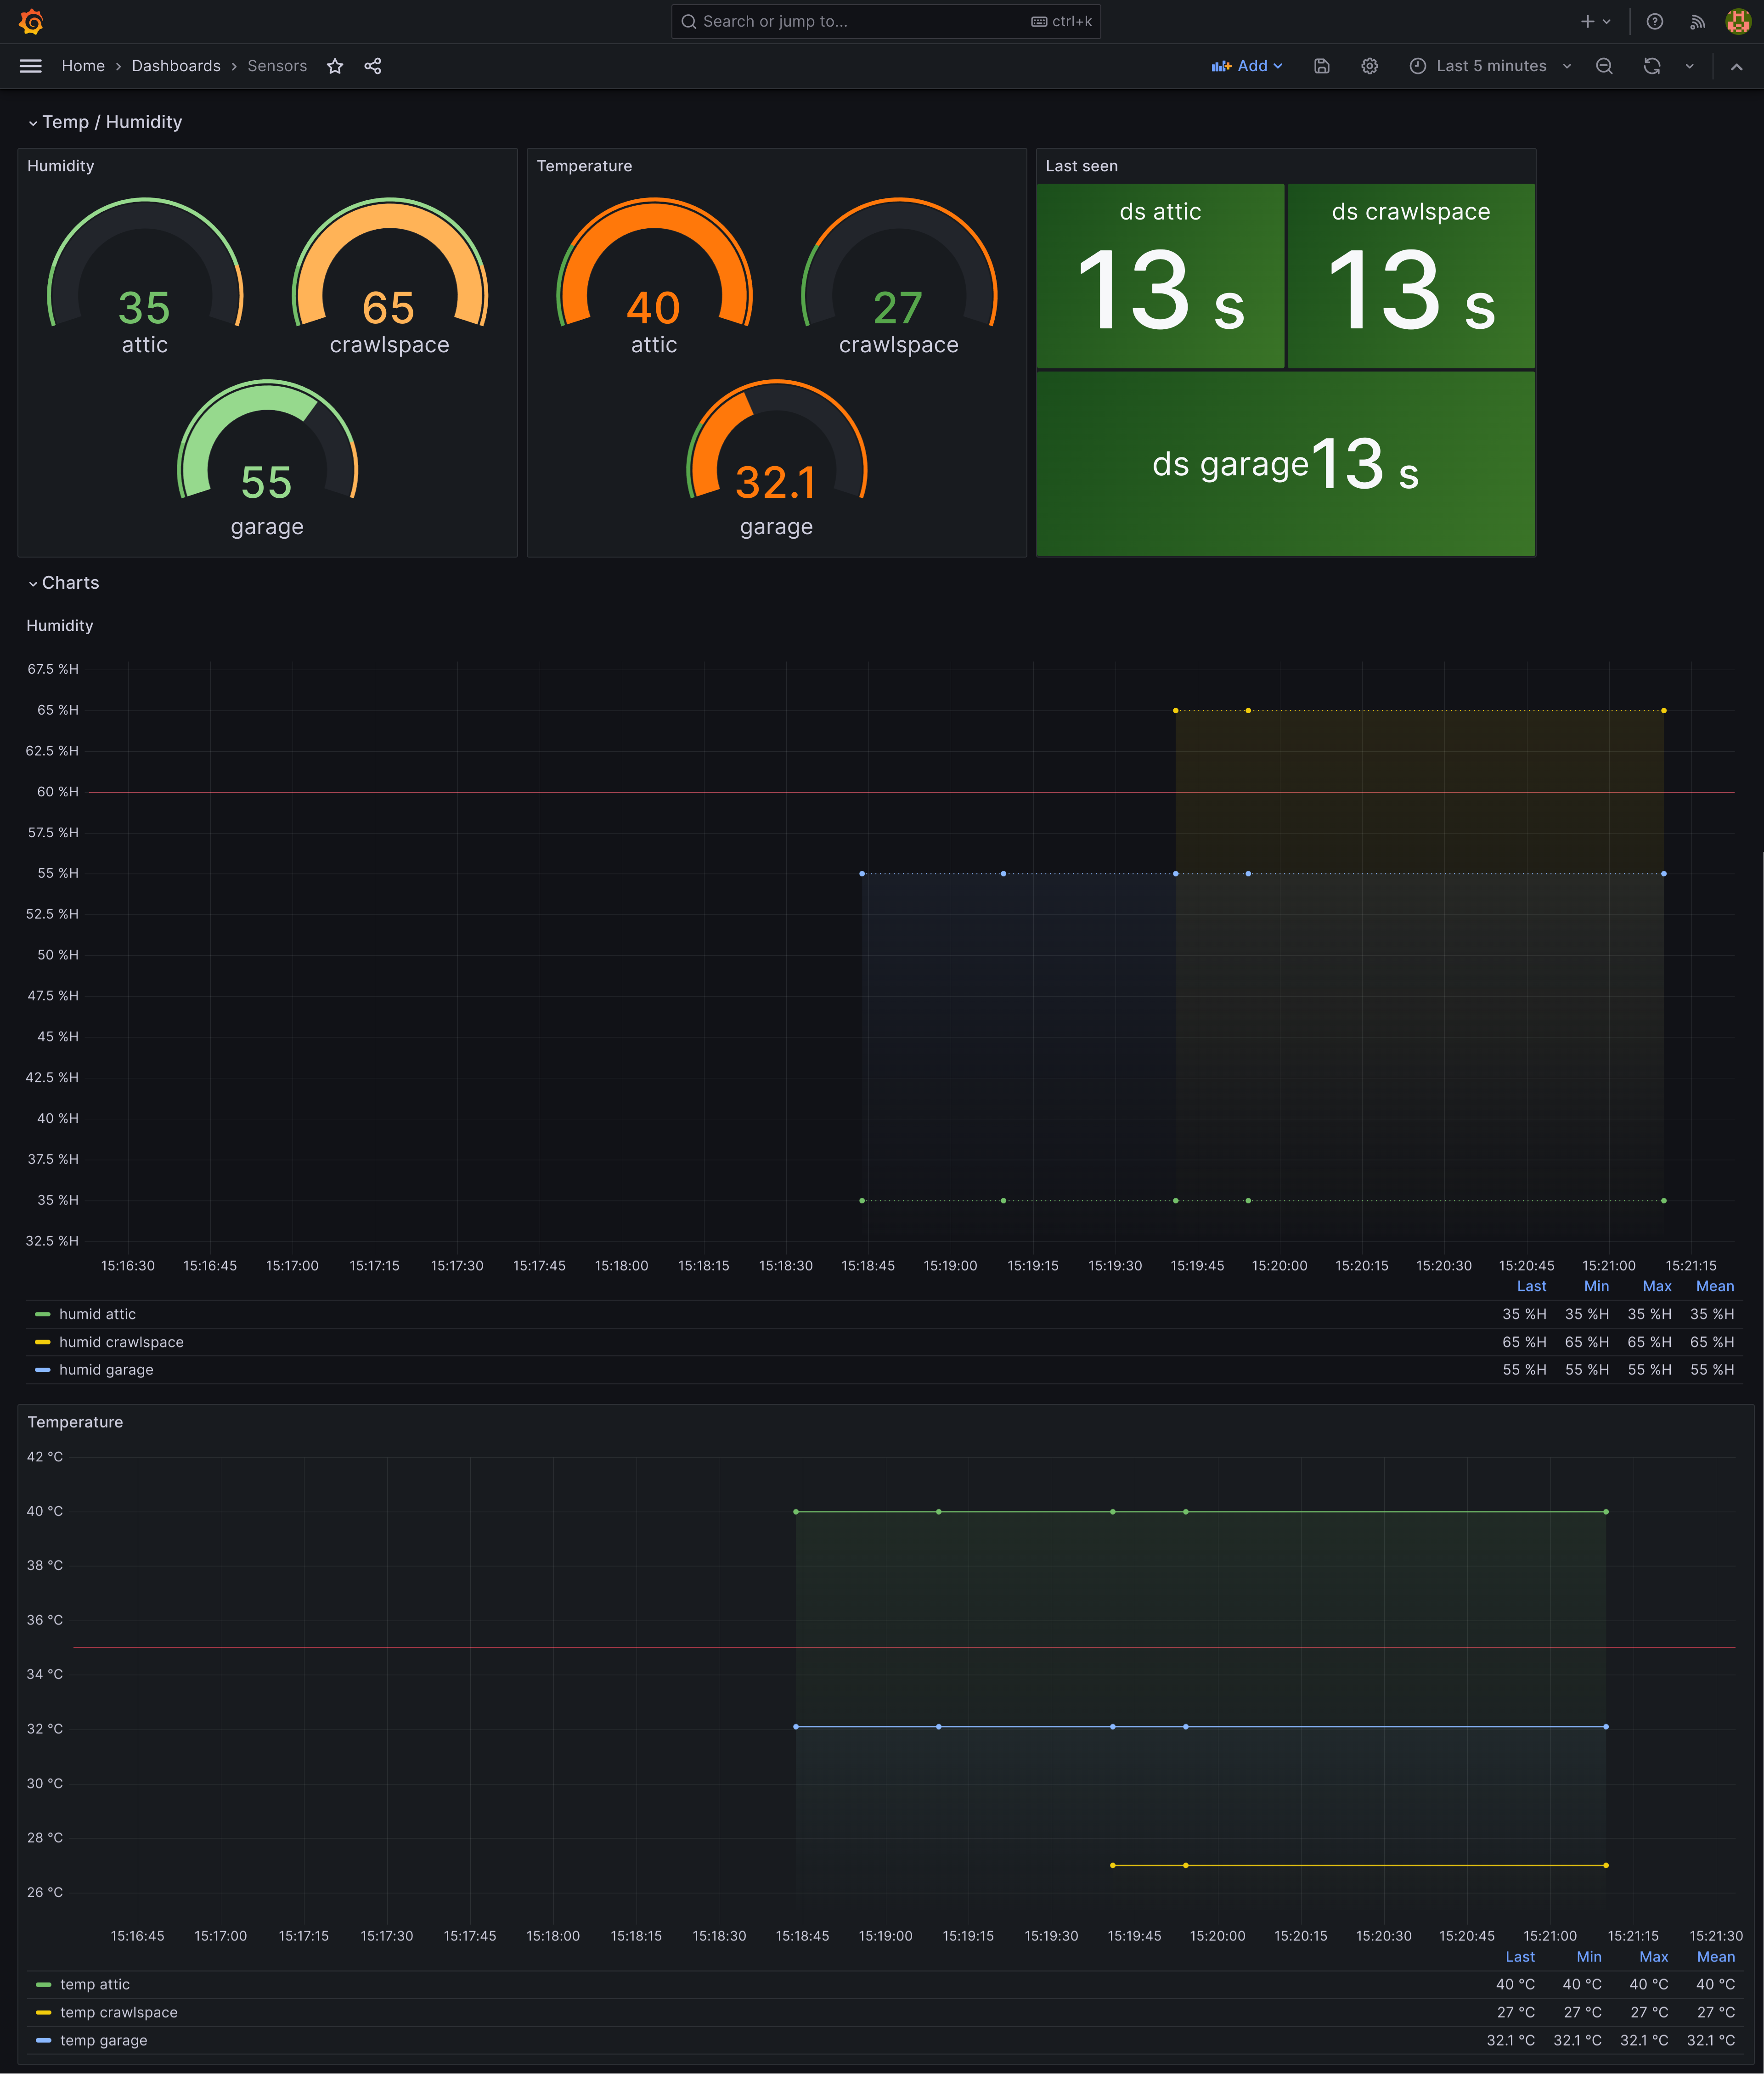 Search or jump to... ctrl+k
Home › Dashboards › Sensors
Add
Last 5 minutes
Temp / Humidity
Humidity
35
attic
65
crawlspace
55
garage
Temperature
40
attic
27
crawlspace
32.1
garage
Last seen
ds attic
13 s
ds crawlspace
13 s
ds garage 13 s
Charts
Humidity
67.5 %H
65 %H
62.5 %H
60 %H
57.5 %H
55 %H
52.5 %H
50 %H
47.5 %H
45 %H
42.5 %H
40 %H
37.5 %H
35 %H
32.5 %H
15:16:30 15:16:45 15:17:00 15:17:15 15:17:30 15:17:45 15:18:00 15:18:15 15:18:30 15:18:45 15:19:00 15:19:15 15:19:30 15:19:45 15:20:00 15:20:15 15:20:30 15:20:45 15:21:00 15:21:15
Last Min Max Mean
humid attic 35 %H 35 %H 35 %H 35 %H
humid crawlspace 65 %H 65 %H 65 %H 65 %H
humid garage 55 %H 55 %H 55 %H 55 %H
Temperature
42 °C
40 °C
38 °C
36 °C
34 °C
32 °C
30 °C
28 °C
26 °C
15:16:45 15:17:00 15:17:15 15:17:30 15:17:45 15:18:00 15:18:15 15:18:30 15:18:45 15:19:00 15:19:15 15:19:30 15:19:45 15:20:00 15:20:15 15:20:30 15:20:45 15:21:00 15:21:15 15:21:30
Last Min Max Mean
temp attic 40 °C 40 °C 40 °C 40 °C
temp crawlspace 27 °C 27 °C 27 °C 27 °C
temp garage 32.1 °C 32.1 °C 32.1 °C 32.1 °C